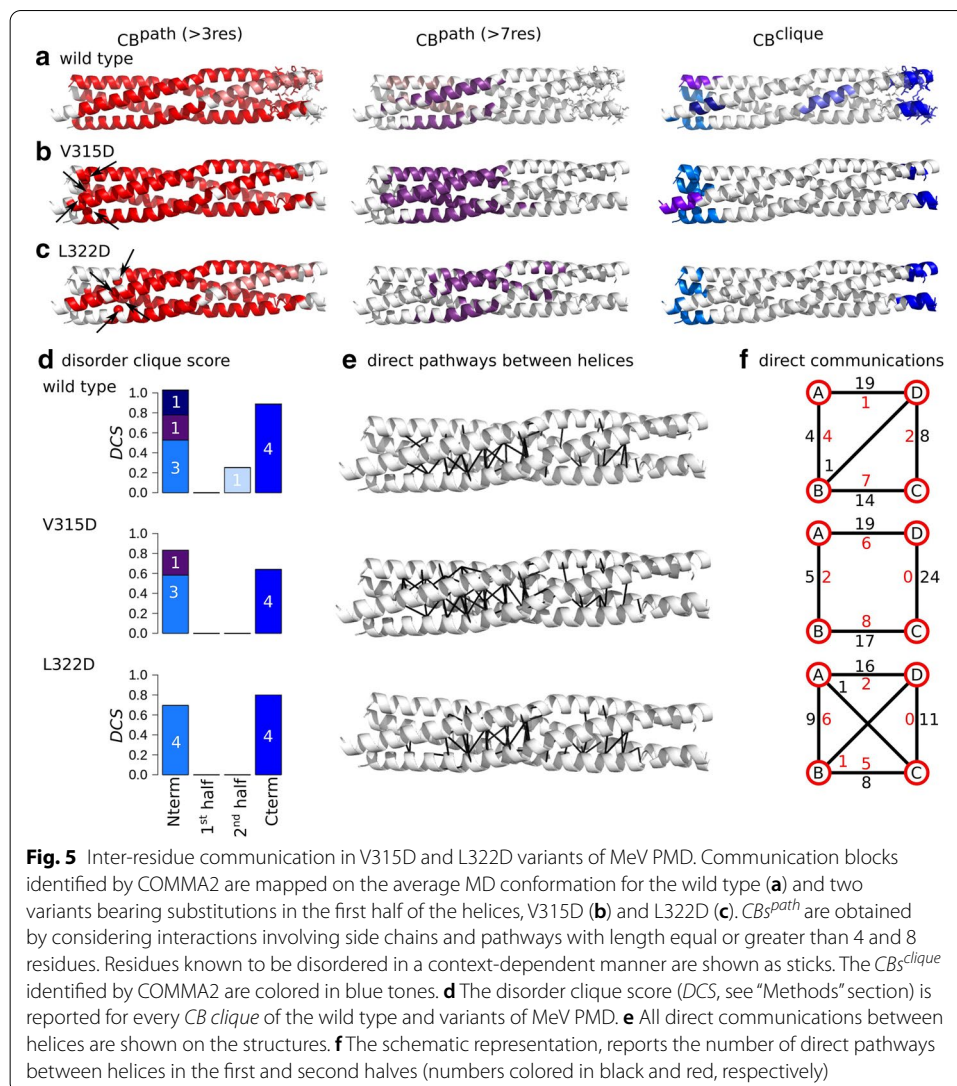 CBpath (>3res)
CBpath (>7res)
CBclique
a wild type
b V315D
c L322D
d disorder clique score
wild type
DCS
1.0
0.8
0.6
0.4
0.2
0.0
1
1
3
1
4
V315D
1.0
0.8
0.6
0.4
0.2
0.0
1
3
4
L322D
DCS
1.0
0.8
0.6
0.4
0.2
0.0
4
4
Nterm
1st half
2nd half
Cterm
e direct pathways between helices
f direct communications
19
A D
1
4 4 2 8
1
7
B C
14
19
A D
6
5 2 0 24
8
B C
17
16
A D
1 2
9 6 0 11
1 5
B C
8
Fig. 5 Inter-residue communication in V315D and L322D variants of MeV PMD. Communication blocks
identified by COMMA2 are mapped on the average MD conformation for the wild type (a) and two
variants bearing substitutions in the first half of the helices, V315D (b) and L322D (c). CBspath are obtained
by considering interactions involving side chains and pathways with length equal or greater than 4 and 8
residues. Residues known to be disordered in a context-dependent manner are shown as sticks. The CBsclique
identified by COMMA2 are colored in blue tones. d The disorder clique score (DCS, see “Methods” section) is
reported for every CB clique of the wild type and variants of MeV PMD. e All direct communications between
helices are shown on the structures. f The schematic representation, reports the number of direct pathways
between helices in the first and second halves (numbers colored in black and red, respectively)